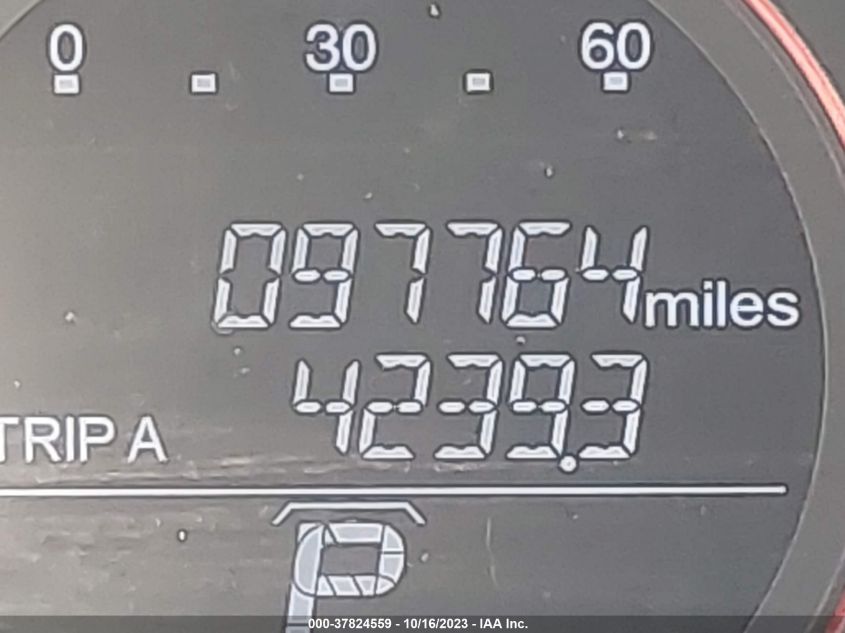 0 30 60
097764 miles
TRIP A 4239.3
P
000-37824559 - 10/16/2023 - IAA Inc.